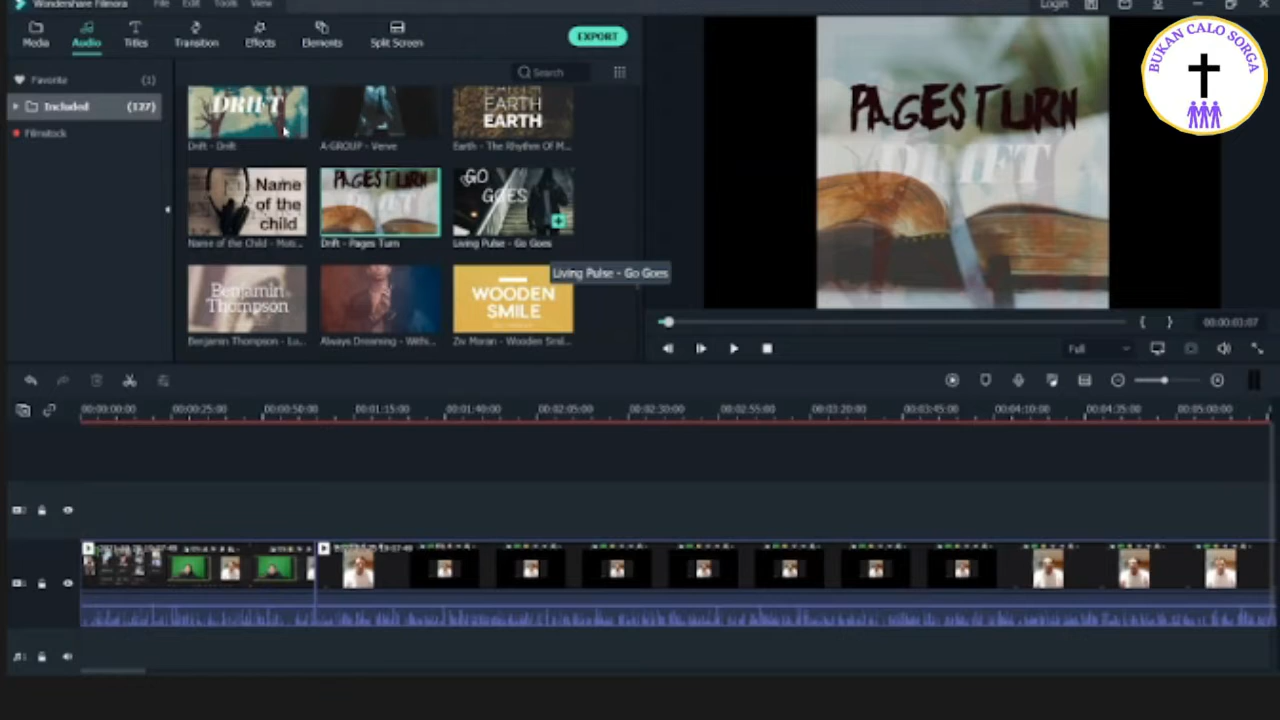 Wondershare Filmora File Edit Tools View Login
Media Audio Titles Transition Effects Elements Split Screen EXPORT
Favorite (1)
Included (127)
Filmstock
Search
DRIFT
Drift - Drift
A-GROUP - Verve
EARTH
EARTH
EARTH
Earth - The Rhythm Of M...
Name
of the
child
Name of the Child - Moti...
PAGES TURN
DRIFT
Drift - Pages Turn
GO
GOES
Living Pulse - Go Goes
Living Pulse - Go Goes
Benjamin
Thompson
Benjamin Thompson - Lu...
Always Dreaming - With...
WOODEN
SMILE
Ziv Moran - Wooden Smil...
PAGES TURN
DRIFT
BUKAN CALO SORGA
{ } 00:00:03:07
Full
00:00:00:00 00:00:25:00 00:00:50:00 00:01:15:00 00:01:40:00 00:02:05:00 00:02:30:00 00:02:55:00 00:03:20:00 00:03:45:00 00:04:10:00 00:04:35:00 00:05:00:00